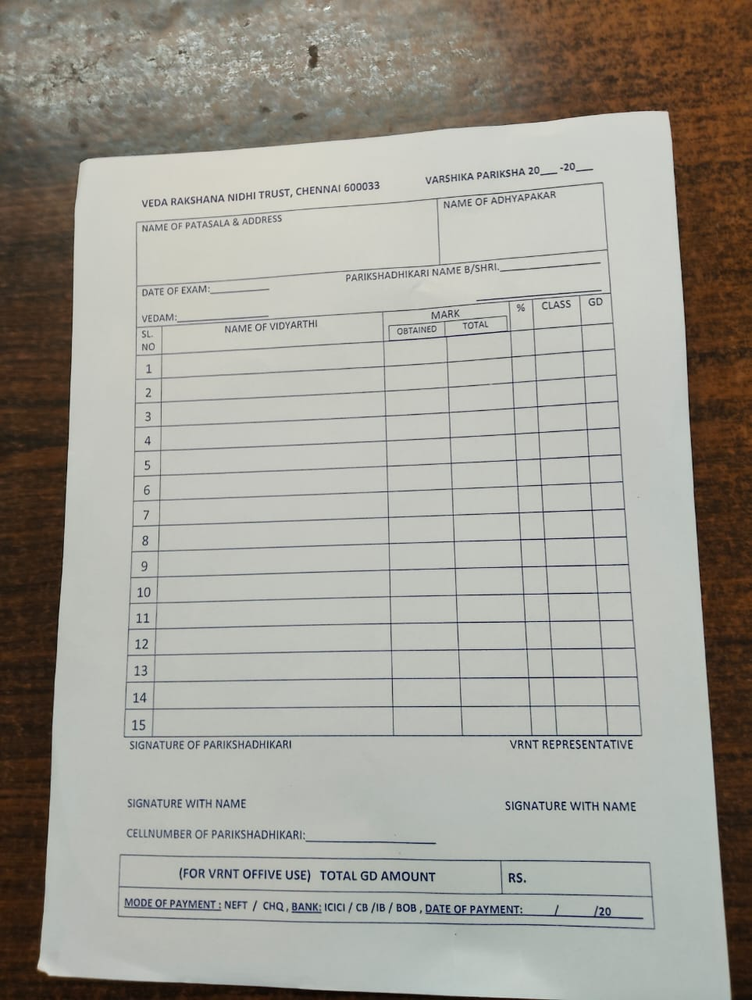 VEDA RAKSHANA NIDHI TRUST, CHENNAI 600033 VARSHIKA PARIKSHA 20___ -20___
NAME OF PATASALA & ADDRESS NAME OF ADHYAPAKAR
DATE OF EXAM:__________ PARIKSHADHIKARI NAME B/SHRI.__________________
VEDAM:________________
SL. NO NAME OF VIDYARTHI MARK % CLASS GD
OBTAINED TOTAL
1
2
3
4
5
6
7
8
9
10
11
12
13
14
15
SIGNATURE OF PARIKSHADHIKARI VRNT REPRESENTATIVE
SIGNATURE WITH NAME SIGNATURE WITH NAME
CELLNUMBER OF PARIKSHADHIKARI:______________________
(FOR VRNT OFFIVE USE) TOTAL GD AMOUNT RS.
MODE OF PAYMENT : NEFT / CHQ , BANK: ICICI / CB /IB / BOB , DATE OF PAYMENT: / /20